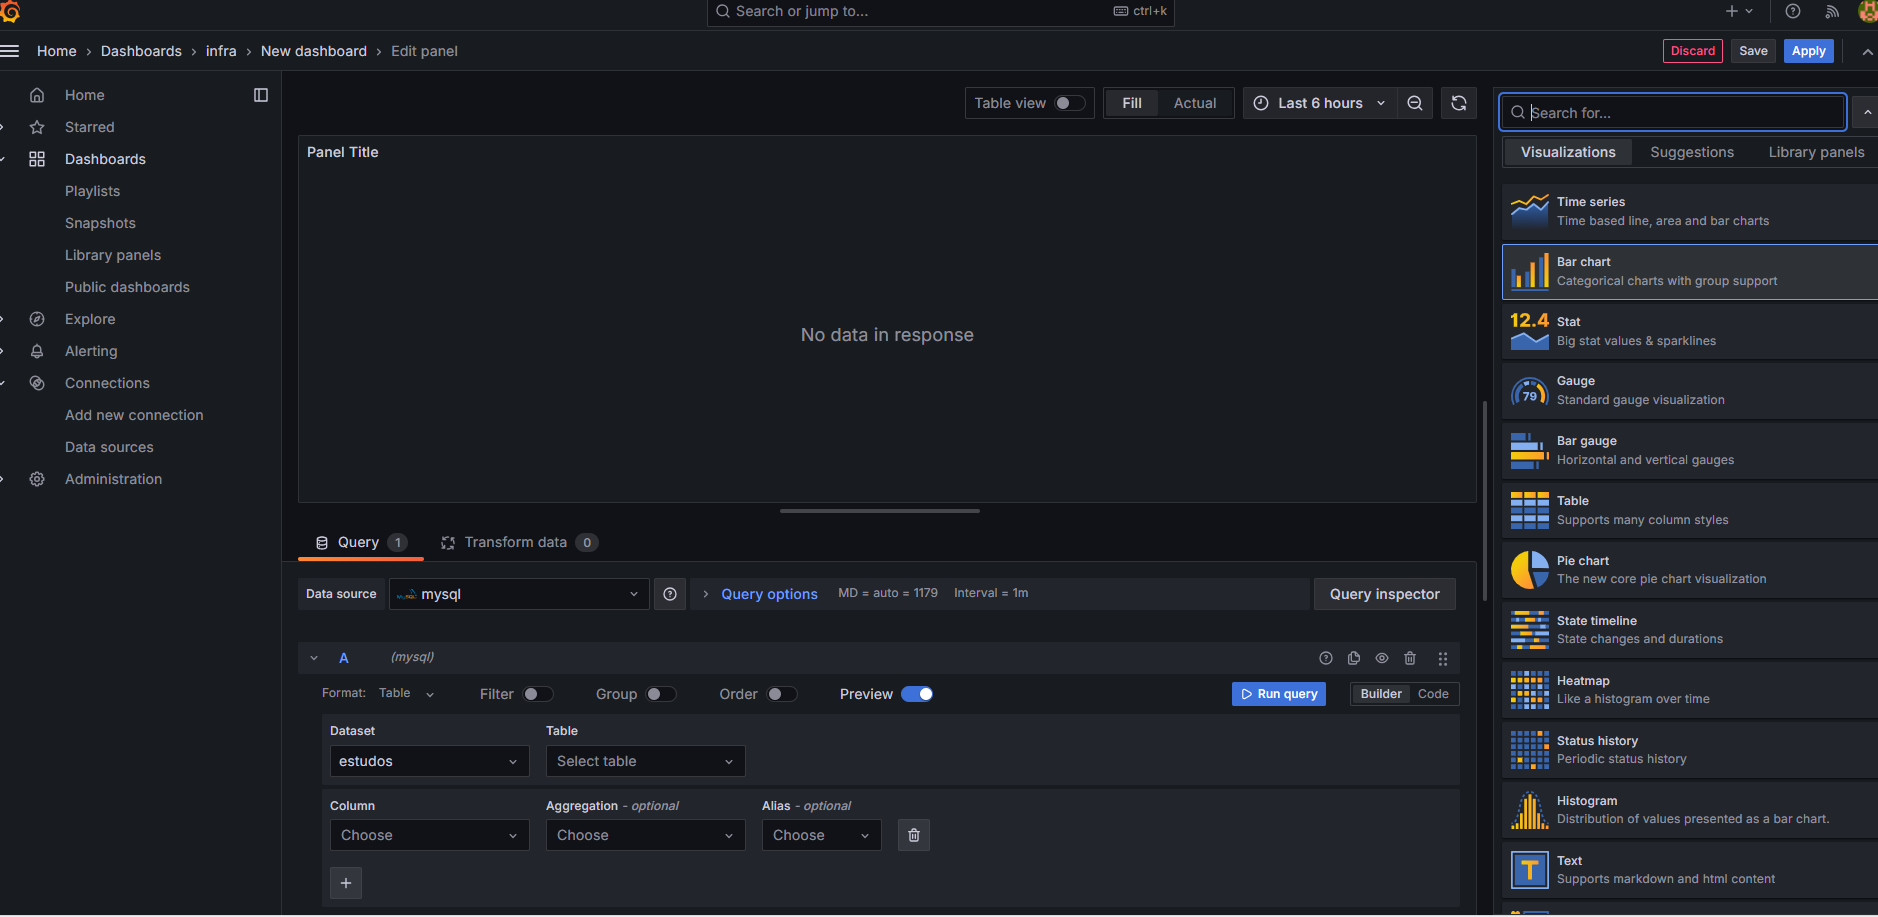 Search or jump to... ctrl+k
Home › Dashboards › infra › New dashboard › Edit panel
Discard Save Apply
Home
Starred
Dashboards
Playlists
Snapshots
Library panels
Public dashboards
Explore
Alerting
Connections
Add new connection
Data sources
Administration
Table view Fill Actual Last 6 hours
Panel Title
No data in response
Query 1 Transform data 0
Data source MySQL mysql Query options MD = auto = 1179 Interval = 1m Query inspector
A (mysql)
Format: Table Filter Group Order Preview Run query Builder Code
Dataset Table
estudos Select table
Column Aggregation - optional Alias - optional
Choose Choose Choose
+
Search for...
Visualizations Suggestions Library panels
Time series
Time based line, area and bar charts
Bar chart
Categorical charts with group support
12.4 Stat
Big stat values & sparklines
Gauge
79 Standard gauge visualization
Bar gauge
Horizontal and vertical gauges
Table
Supports many column styles
Pie chart
The new core pie chart visualization
State timeline
State changes and durations
Heatmap
Like a histogram over time
Status history
Periodic status history
Histogram
Distribution of values presented as a bar chart.
T Text
Supports markdown and html content